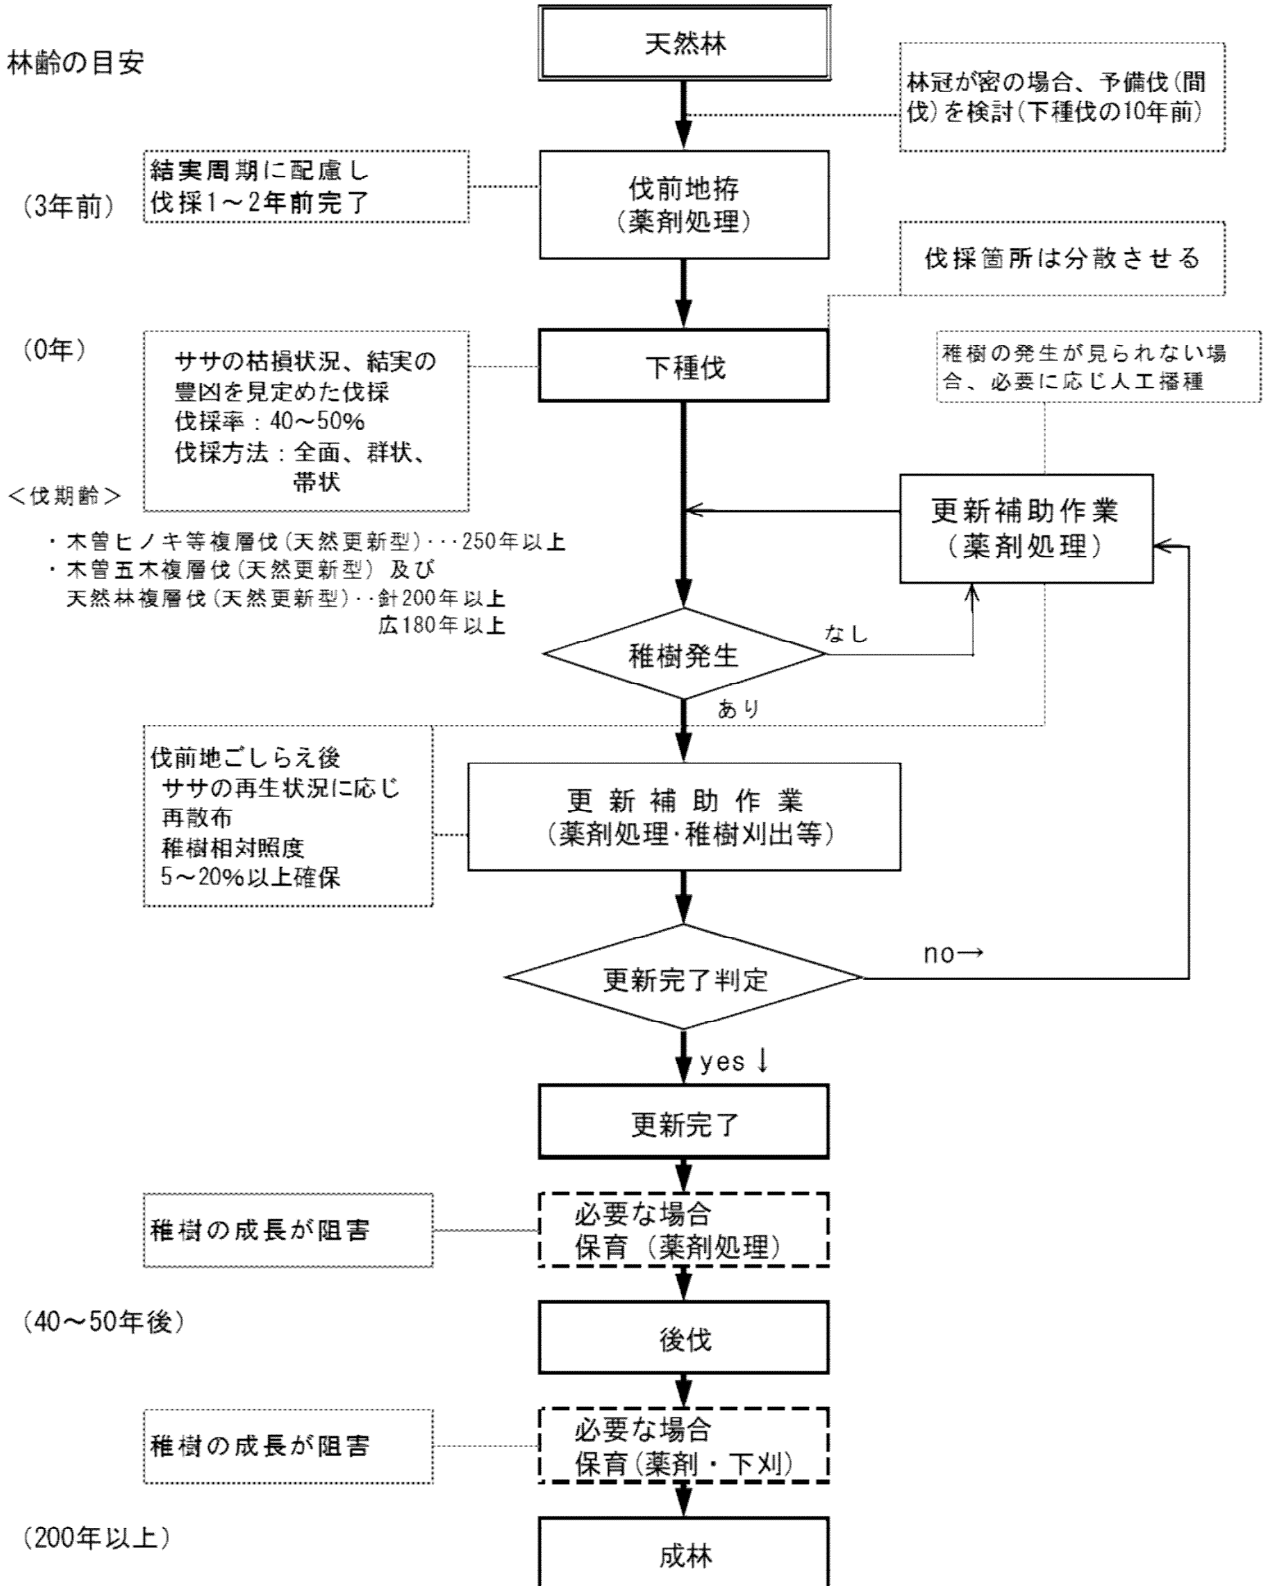 天然林
林齢の目安
林冠が密の場合、予備伐(間
伐)を検討(下種伐の10年前)
結実周期に配慮し
伐採1～2年前完了
(3年前)
伐前地拵
(薬剤処理)
伐採箇所は分散させる
(0年)
ササの枯損状況、結実の
豊凶を見定めた伐採
伐採率：40～50%
伐採方法：全面、群状、
帯状
下種伐
稚樹の発生が見られない場
合、必要に応じ人工播種
＜伐期齢＞
・木曽ヒノキ等複層伐(天然更新型)･･･250年以上
・木曽五木複層伐(天然更新型) 及び
天然林複層伐(天然更新型)･･針200年以上
広180年以上
更新補助作業
(薬剤処理)
稚樹発生
なし
あり
伐前地ごしらえ後
ササの再生状況に応じ
再散布
稚樹相対照度
5～20%以上確保
更新補助作業
(薬剤処理･稚樹刈出等)
更新完了判定
no→
yes↓
更新完了
稚樹の成長が阻害
必要な場合
保育 (薬剤処理)
(40～50年後)
後伐
稚樹の成長が阻害
必要な場合
保育(薬剤・下刈)
(200年以上)
成林